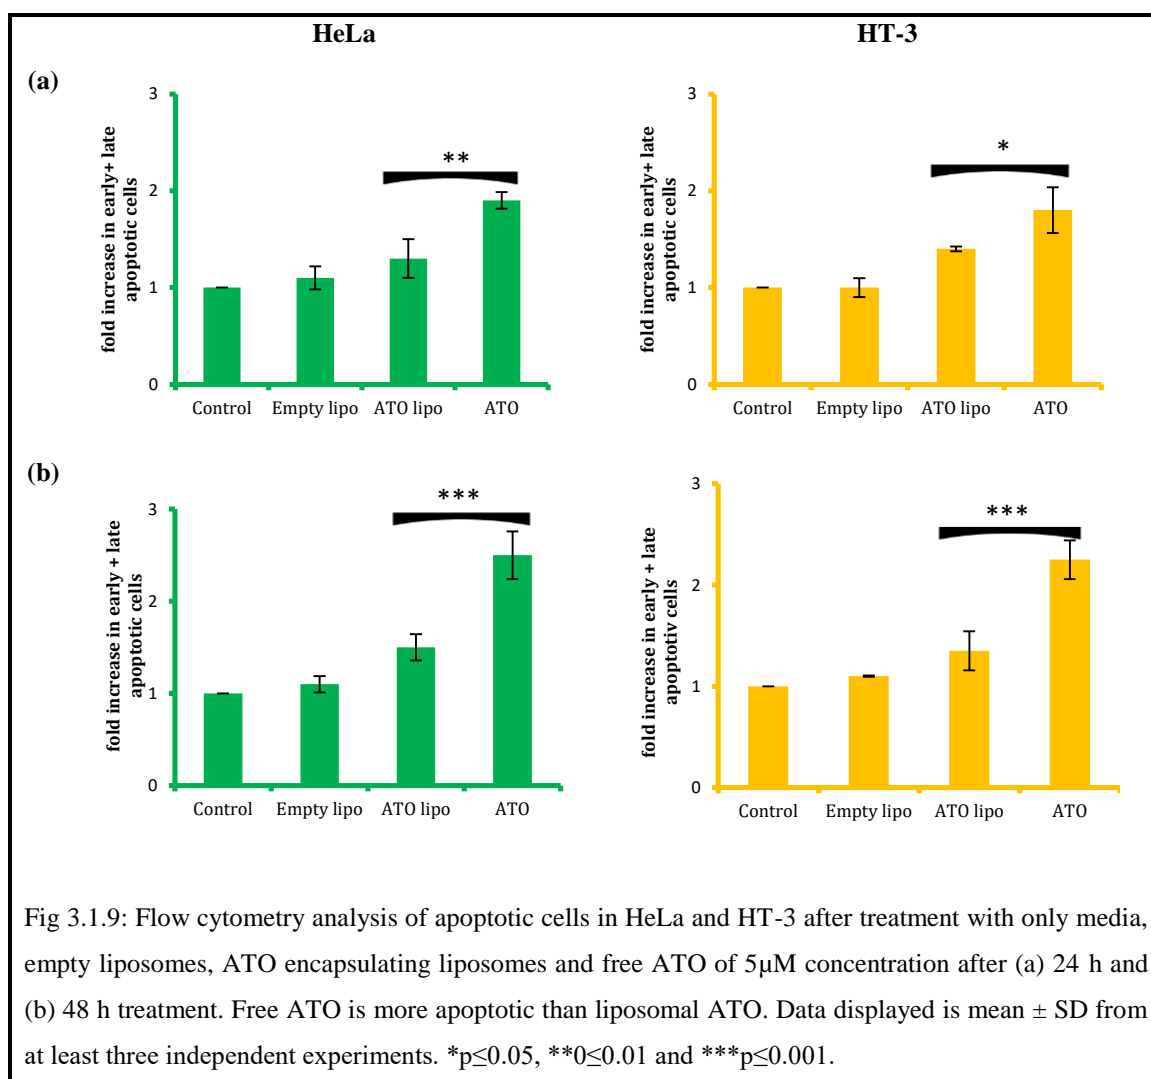 HeLa
HT-3
(a)
fold increase in early+ late
apoptotic cells
3
2
1
0
**
Control Empty lipo ATO lipo ATO
fold increase in early+ late
apoptotic cells
3
2
1
0
*
Control Empty lipo ATO lipo ATO
(b)
fold increase in early + late
apoptotic cells
3
2
1
0
***
Control Empty lipo ATO lipo ATO
fold increase in early + late
apoptotiv cells
3
2
1
0
***
Control Empty lipo ATO lipo ATO
Fig 3.1.9: Flow cytometry analysis of apoptotic cells in HeLa and HT-3 after treatment with only media,
empty liposomes, ATO encapsulating liposomes and free ATO of 5μM concentration after (a) 24 h and
(b) 48 h treatment. Free ATO is more apoptotic than liposomal ATO. Data displayed is mean ± SD from
at least three independent experiments. *p≤0.05, **0≤0.01 and ***p≤0.001.